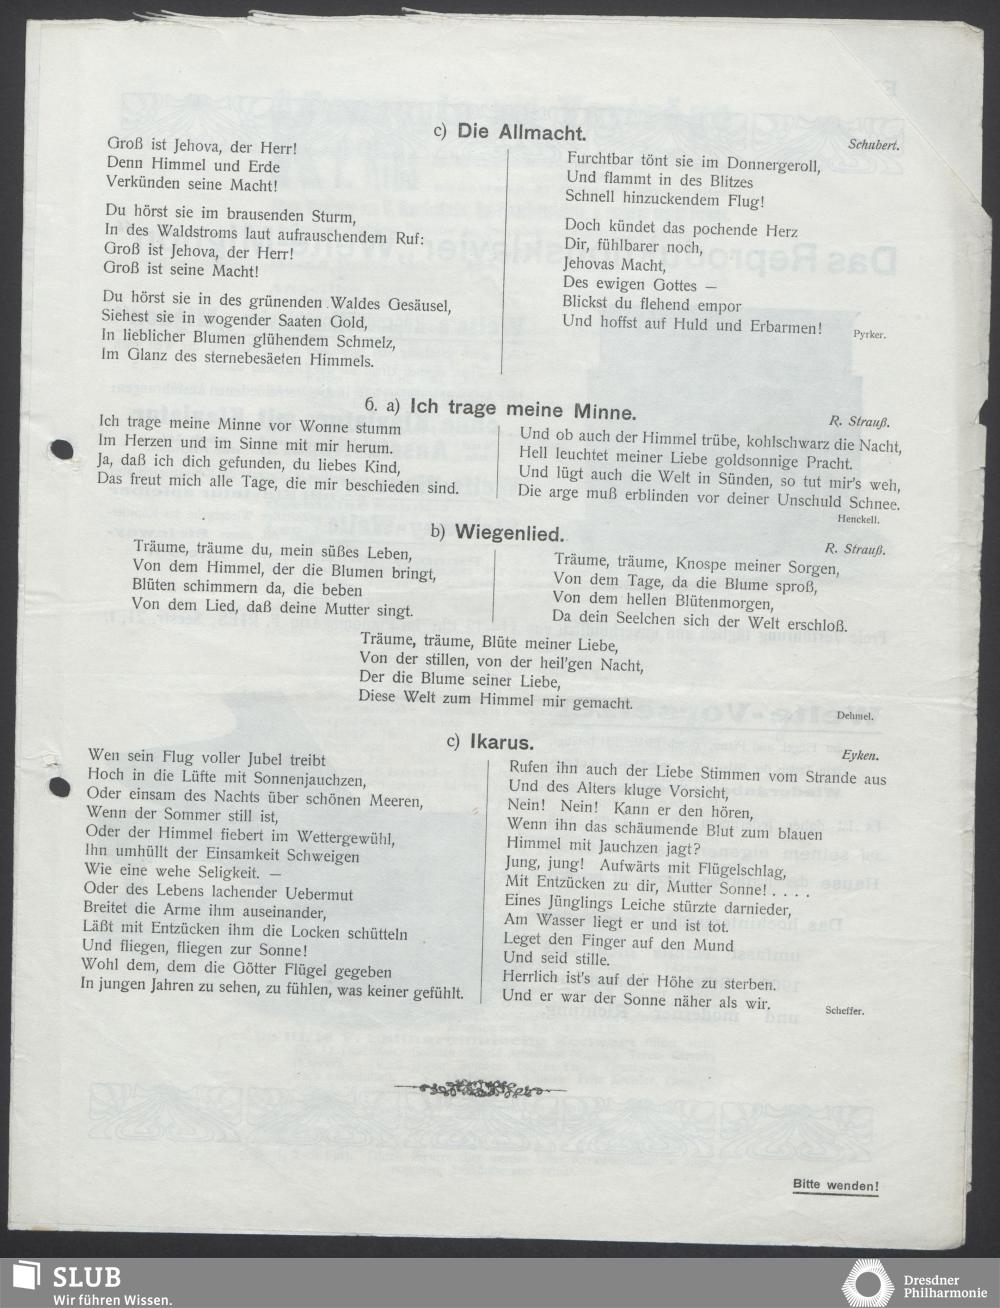 c) Die Allmacht.
Schubert.
Groß ist Jehova, der Herr!
Denn Himmel und Erde
Verkünden seine Macht!
Du hörst sie im brausenden Sturm,
In des Waldstroms laut aufrauschendem Ruf:
Groß ist Jehova, der Herr!
Groß ist seine Macht!
Du hörst sie in des grünenden Waldes Gesäusel,
Siehest sie in wogender Saaten Gold,
In lieblicher Blumen glühendem Schmelz,
Im Glanz des sternebesäeten Himmels.
Furchtbar tönt sie im Donnergeroll,
Und flammt in des Blitzes
Schnell hinzuckendem Flug!
Doch kündet das pochende Herz
Dir, fühlbarer noch,
Jehovas Macht,
Des ewigen Gottes —
Blickst du flehend empor
Und hoffst auf Huld und Erbarmen!
Pyrker.
6. a) Ich trage meine Minne.
R. Strauß.
Ich trage meine Minne vor Wonne stumm
Im Herzen und im Sinne mit mir herum.
Ja, daß ich dich gefunden, du liebes Kind,
Das freut mich alle Tage, die mir beschieden sind.
Und ob auch der Himmel trübe, kohlschwarz die Nacht,
Hell leuchtet meiner Liebe goldsonnige Pracht.
Und lügt auch die Welt in Sünden, so tut mir's weh,
Die arge muß erblinden vor deiner Unschuld Schnee.
Henckell.
b) Wiegenlied.
R. Strauß.
Träume, träume du, mein süßes Leben,
Von dem Himmel, der die Blumen bringt,
Blüten schimmern da, die beben
Von dem Lied, daß deine Mutter singt.
Träume, träume, Knospe meiner Sorgen,
Von dem Tage, da die Blume sproß,
Von dem hellen Blütenmorgen,
Da dein Seelchen sich der Welt erschloß.
Träume, träume, Blüte meiner Liebe,
Von der stillen, von der heil'gen Nacht,
Der die Blume seiner Liebe,
Diese Welt zum Himmel mir gemacht.
Dehmel.
c) Ikarus.
Eyken.
Wen sein Flug voller Jubel treibt
Hoch in die Lüfte mit Sonnenjauchzen,
Oder einsam des Nachts über schönen Meeren,
Wenn der Sommer still ist,
Oder der Himmel fiebert im Wettergewühl,
Ihn umhüllt der Einsamkeit Schweigen
Wie eine wehe Seligkeit. —
Oder des Lebens lachender Uebermut
Breitet die Arme ihm auseinander,
Läßt mit Entzücken ihm die Locken schütteln
Und fliegen, fliegen zur Sonne!
Wohl dem, dem die Götter Flügel gegeben
In jungen Jahren zu sehen, zu fühlen, was keiner gefühlt.
Rufen ihn auch der Liebe Stimmen vom Strande aus
Und des Alters kluge Vorsicht,
Nein! Nein! Kann er den hören,
Wenn ihn das schäumende Blut zum blauen
Himmel mit Jauchzen jagt?
Jung, jung! Aufwärts mit Flügelschlag,
Mit Entzücken zu dir, Mutter Sonne! . . . .
Eines Jünglings Leiche stürzte darnieder,
Am Wasser liegt er und ist tot.
Leget den Finger auf den Mund
Und seid stille.
Herrlich ist's auf der Höhe zu sterben.
Und er war der Sonne näher als wir.
Scheffer.
Bitte wenden!
SLUB
Wir führen Wissen.
Dresdner
Philharmonie